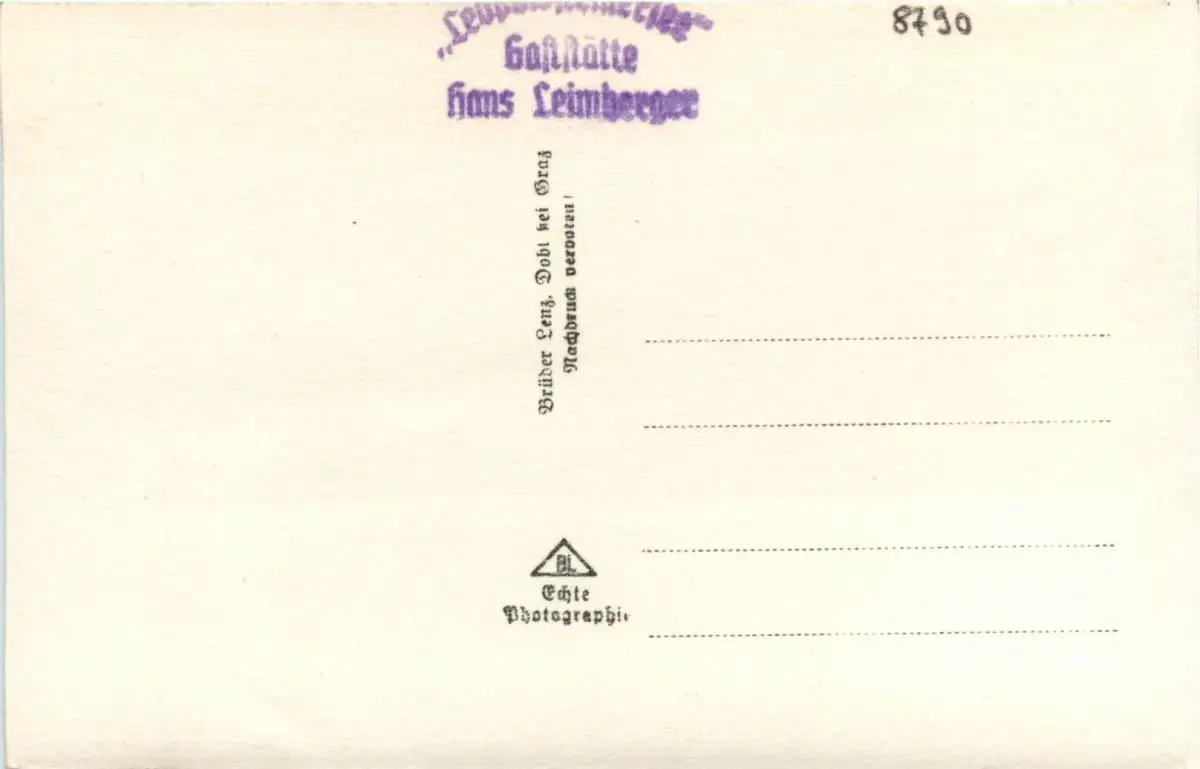 8790
Gaststätte
Hans Leimberger
Brüder Lenz, Dobl bei Graz
Nachdruck verboten!
BL
Echte
Photographie